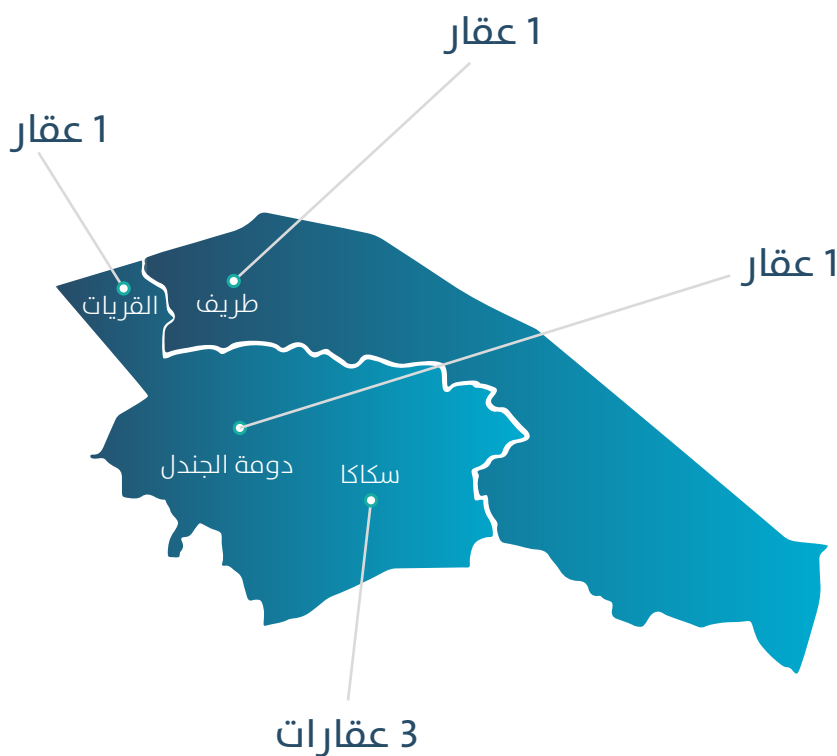 1 عقار
1 عقار
1 عقار
طريف
القريات
دومة الجندل
سكاكا
3 عقارات